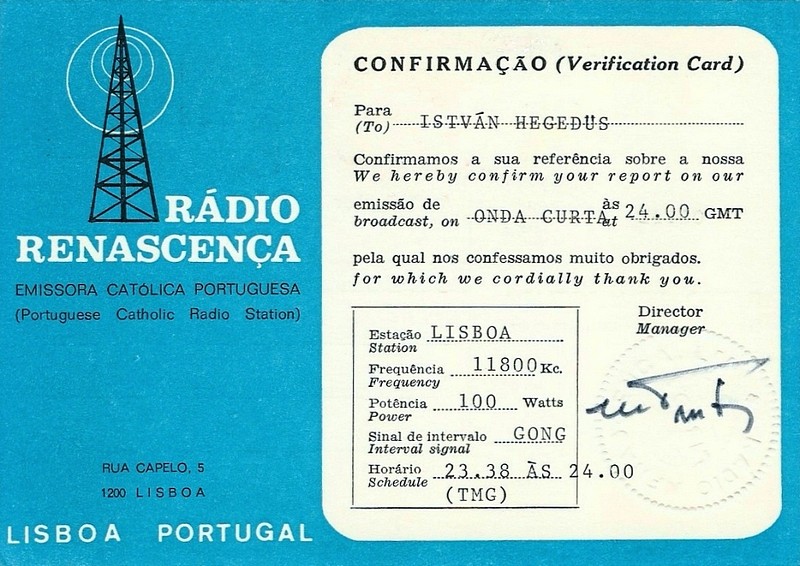 RÁDIO
RENASCENÇA
EMISSORA CATÓLICA PORTUGUESA
(Portuguese Catholic Radio Station)
RUA CAPELO, 5
1200 LISBOA
LISBOA PORTUGAL
CONFIRMAÇÃO (Verification Card)
Para
(To) ISTVÁN HEGEDÜS
Confirmamos a sua referência sobre a nossa
We hereby confirm your report on our
emissão de às
broadcast, on ONDA CURTA at 24.00 GMT
pela qual nos confessamos muito obrigados.
for which we cordially thank you.
Director
Manager
Estação LISBOA
Station
Frequência 11800 Kc.
Frequency
Potência 100 Watts
Power
Sinal de intervalo GONG
Interval signal
Horário 23.38 ÀS 24.00
Schedule
(TMG)